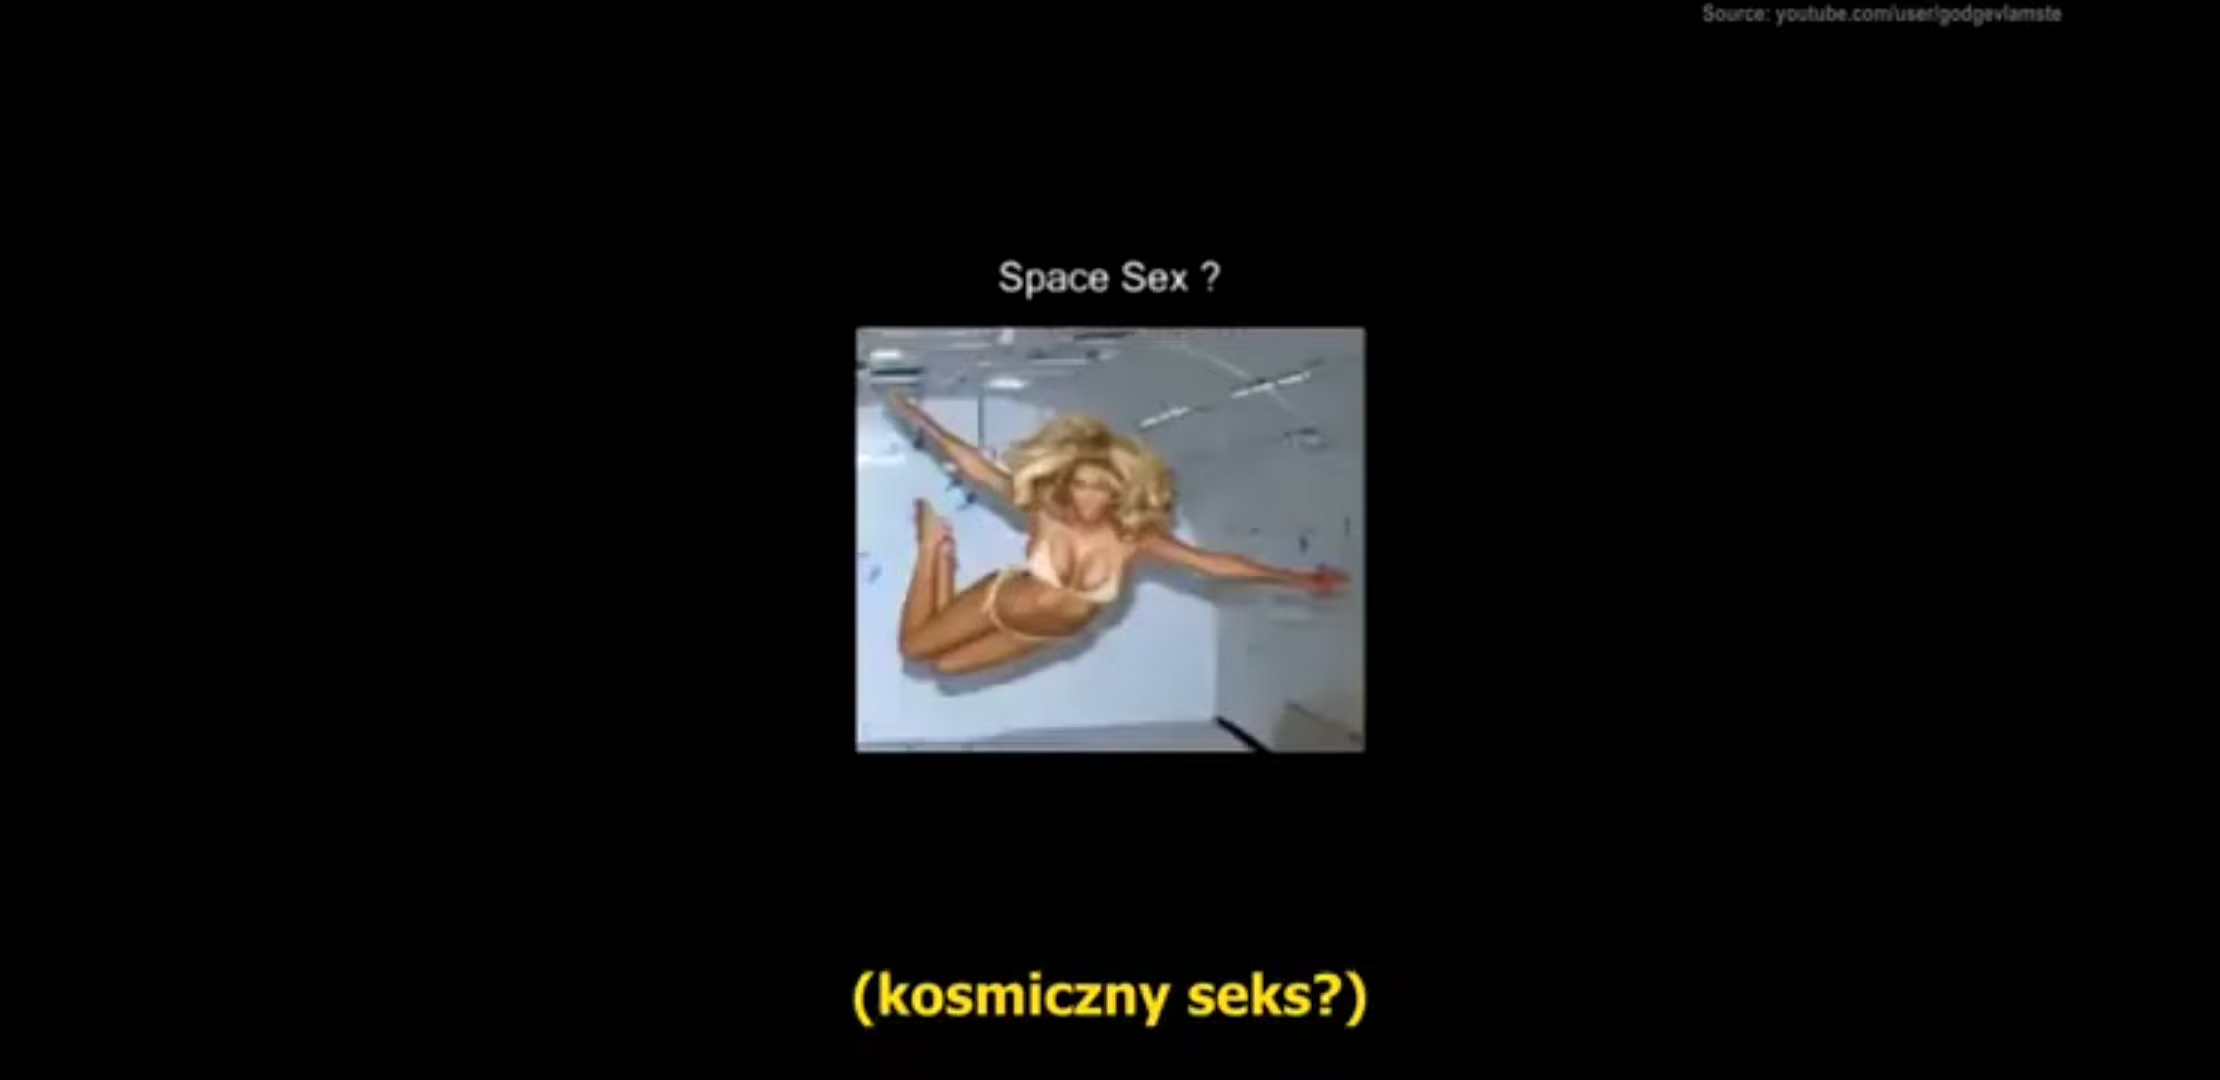 Source: youtube.com/user/godgevlamste
Space Sex ?
(kosmiczny seks?)